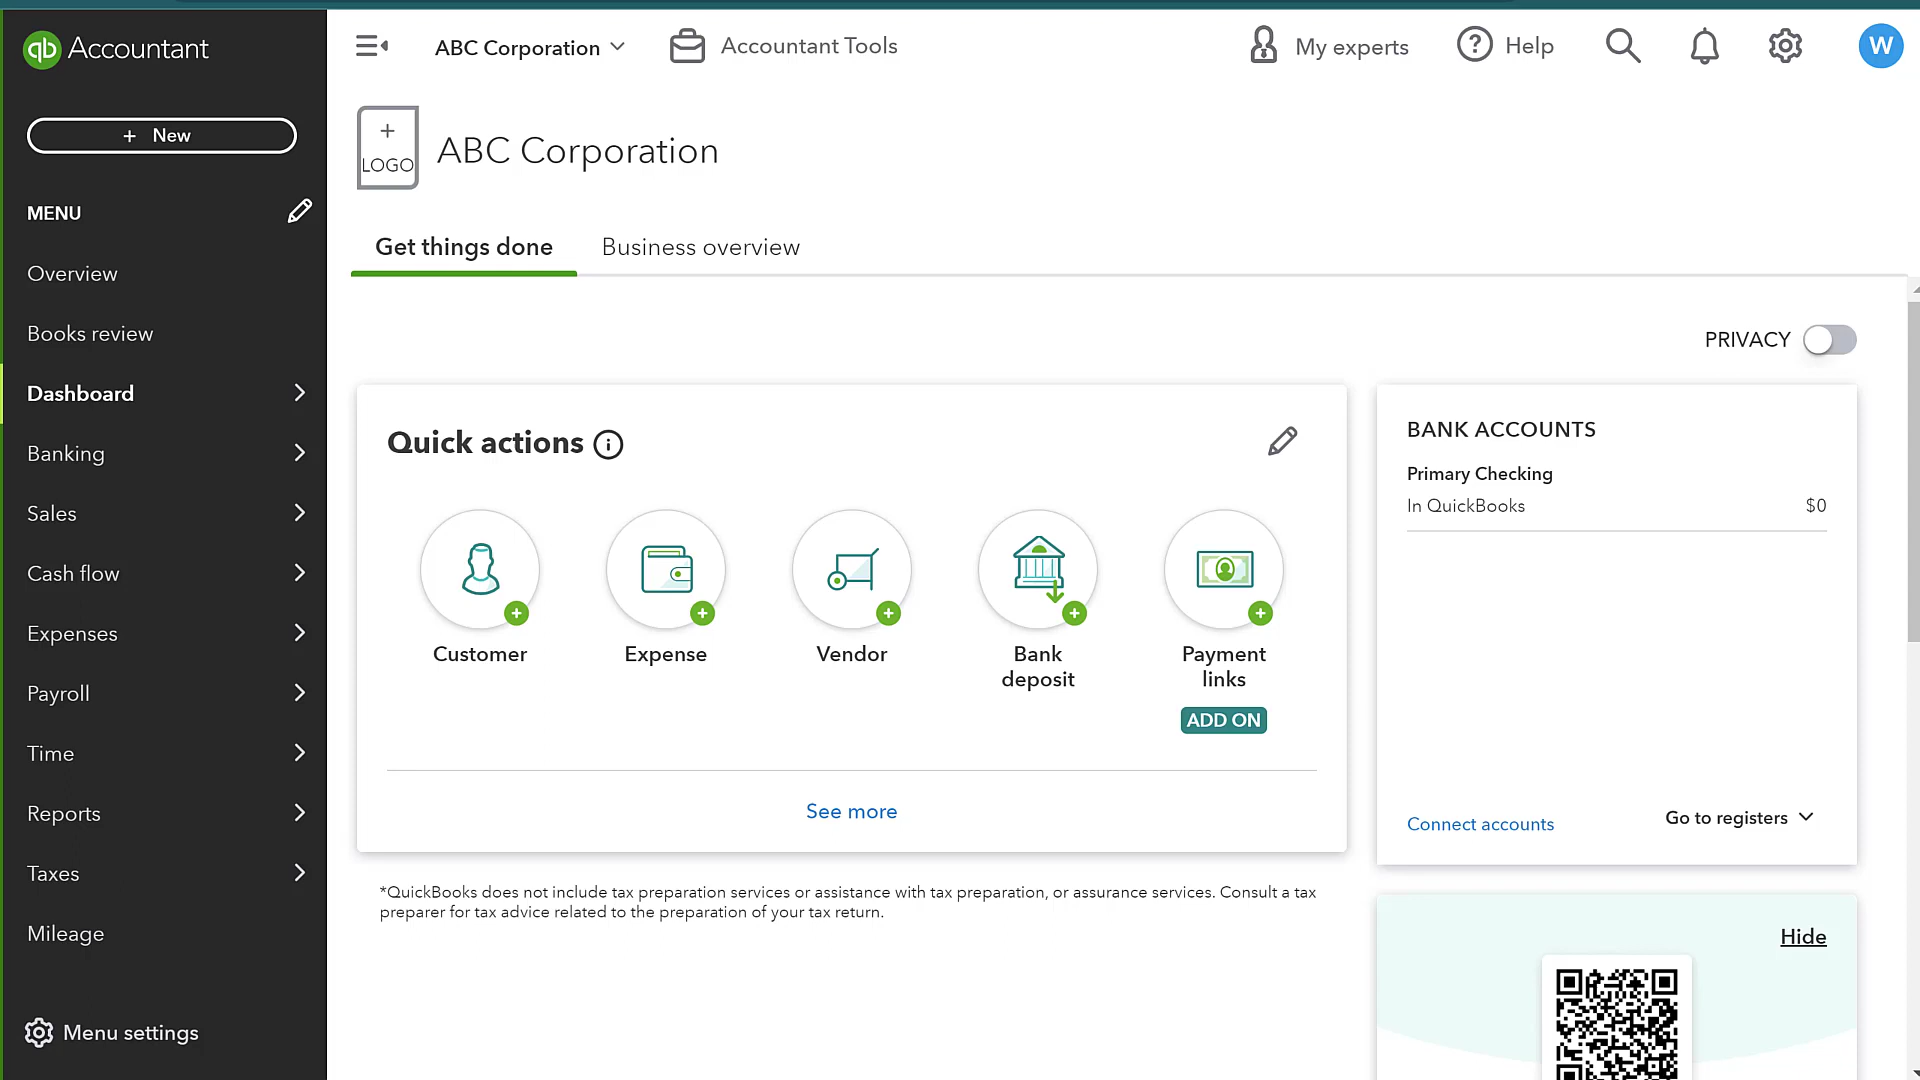 qb Accountant
ABC Corporation
Accountant Tools
My experts
Help
W
+ New
+
LOGO
ABC Corporation
MENU
Get things done
Business overview
Overview
Books review
PRIVACY
Dashboard
Banking
Sales
Cash flow
Expenses
Payroll
Time
Reports
Taxes
Mileage
Menu settings
Quick actions
Customer
Expense
Vendor
Bank
deposit
Payment
links
ADD ON
See more
*QuickBooks does not include tax preparation services or assistance with tax preparation, or assurance services. Consult a tax
preparer for tax advice related to the preparation of your tax return.
BANK ACCOUNTS
Primary Checking
In QuickBooks $0
Connect accounts
Go to registers
Hide